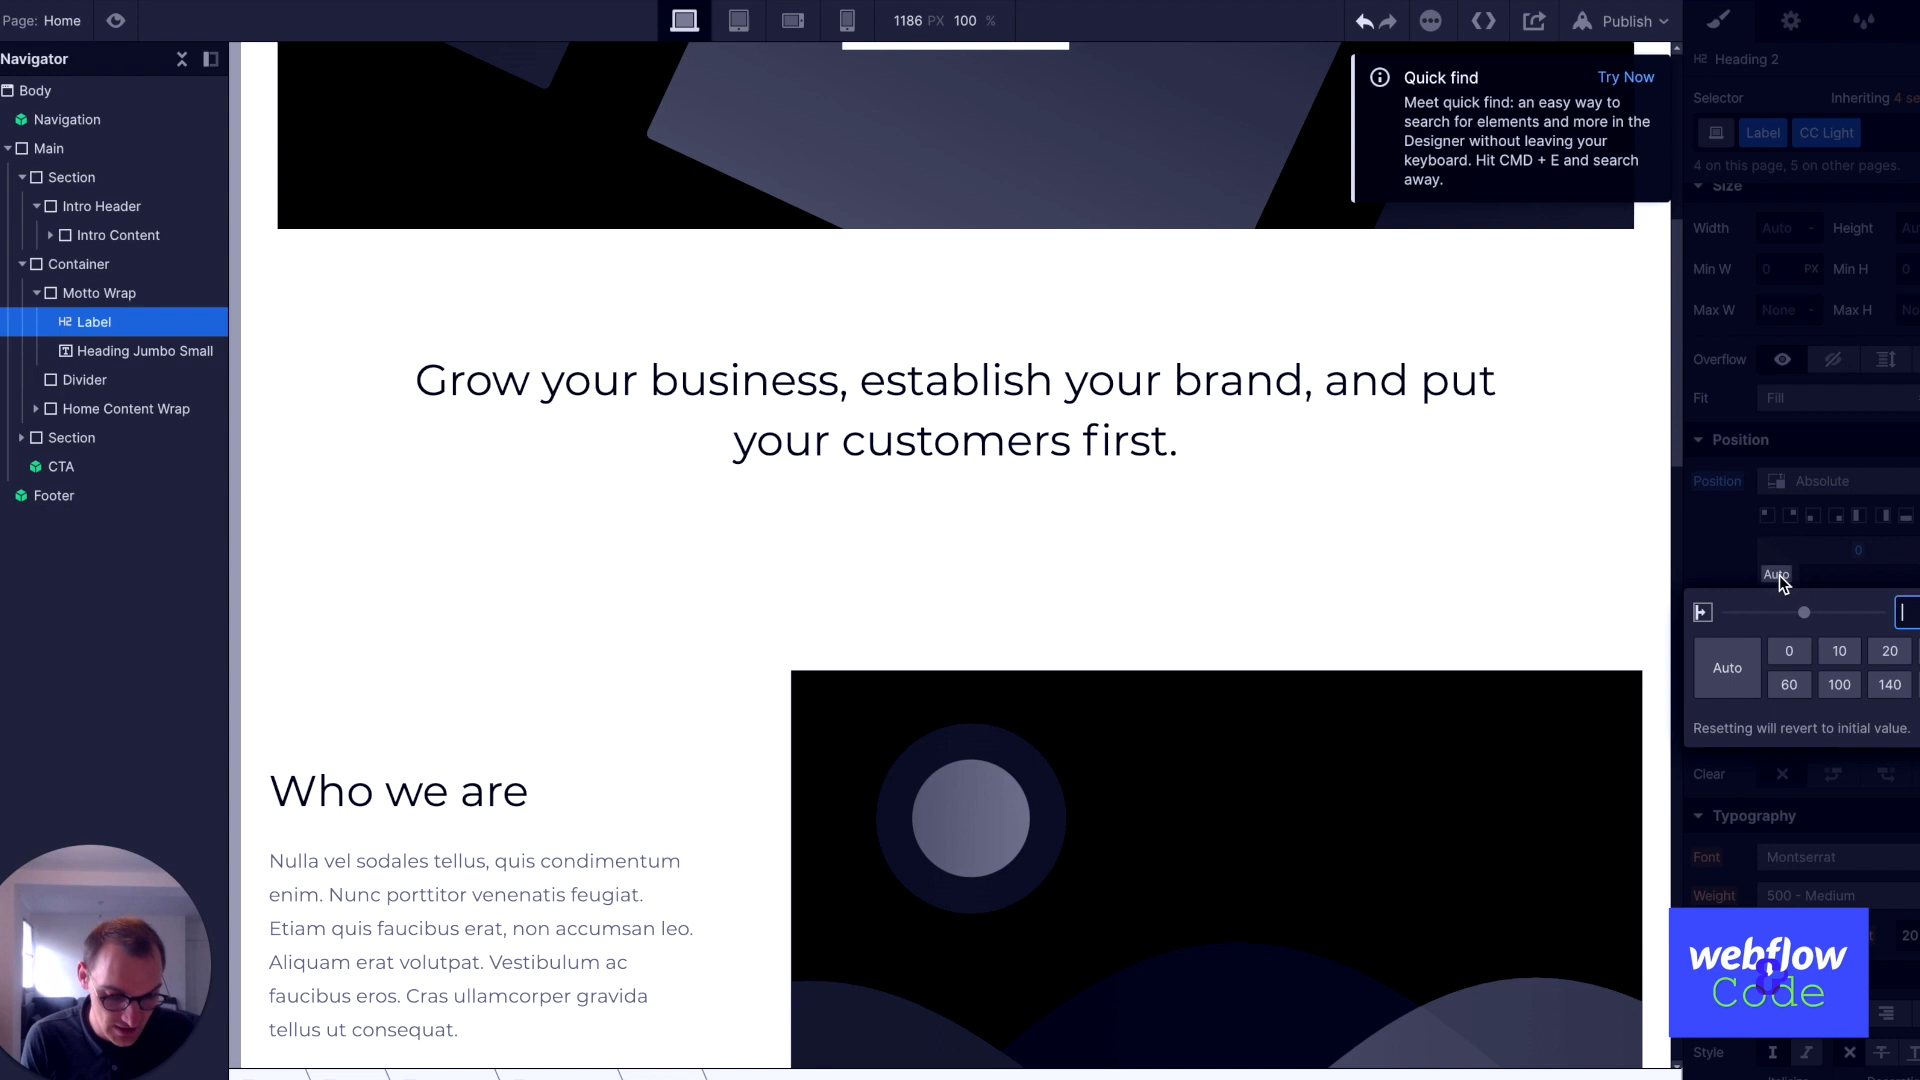 Page: Home
1186 PX 100 %
Publish
Navigator
Body
Navigation
Main
Section
Intro Header
Intro Content
Container
Motto Wrap
H2 Label
Heading Jumbo Small
Divider
Home Content Wrap
Section
CTA
Footer
Grow your business, establish your brand, and put
your customers first.
Who we are
Nulla vel sodales tellus, quis condimentum
enim. Nunc porttitor venenatis feugiat.
Etiam quis faucibus erat, non accumsan leo.
Aliquam erat volutpat. Vestibulum ac
faucibus eros. Cras ullamcorper gravida
tellus ut consequat.
Quick find
Try Now
Meet quick find: an easy way to
search for elements and more in the
Designer without leaving your
keyboard. Hit CMD + E and search
away.
H2 Heading 2
Selector Inheriting 4 se
Label CC Light
4 on this page, 5 on other pages.
Size
Width Auto - Height Au
Min W 0 PX Min H 0
Max W None - Max H No
Overflow
Fit Fill
Position
Position Absolute
0
Auto
Auto 0 10 20
60 100 140
Resetting will revert to initial value.
Clear
Typography
Font Montserrat
Weight 500 - Medium
20
webflow
&
Code
Style